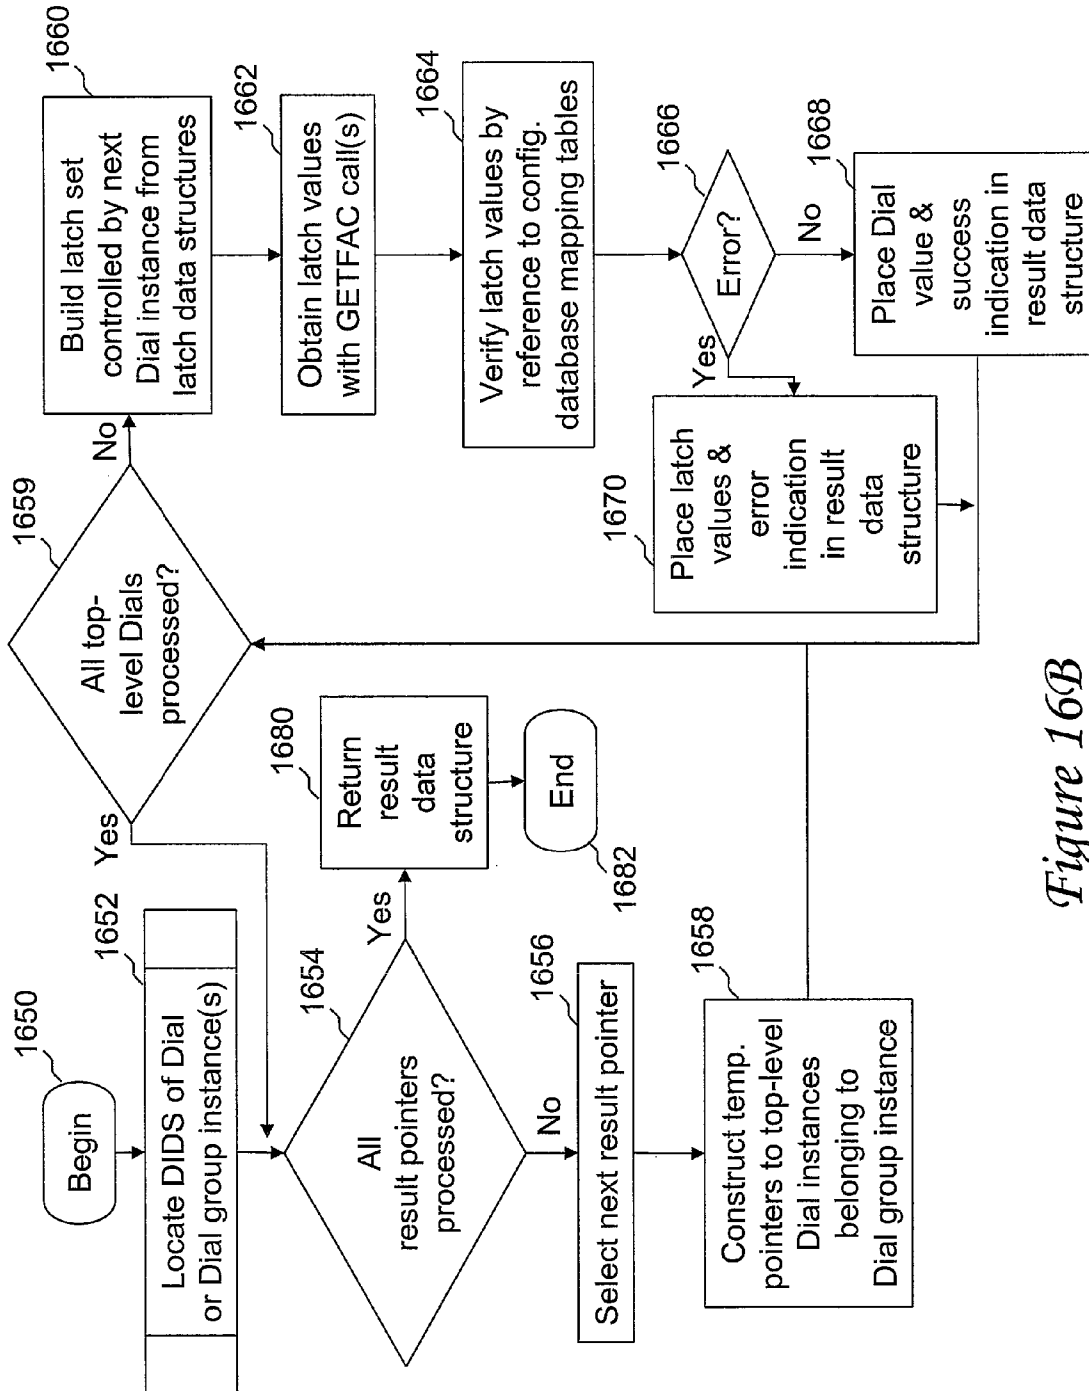 1650
Begin
1652
Locate DIDS of Dial
or Dial group instance(s)
1654
All
result pointers
processed?
Yes
No
1656
Select next result pointer
1658
Construct temp.
pointers to top-level
Dial instances
belonging to
Dial group instance
1680
Return
result
data
structure
End
1682
1659
All top-
level Dials
processed?
Yes
No
1660
Build latch set
controlled by next
Dial instance from
latch data structures
1662
Obtain latch values
with GETFAC call(s)
1664
Verify latch values by
reference to config.
database mapping tables
1666
Error?
Yes
No
1668
Place Dial
value &
success
indication in
result data
structure
1670
Place latch
values &
error
indication
in result
data
structure
Figure 16B